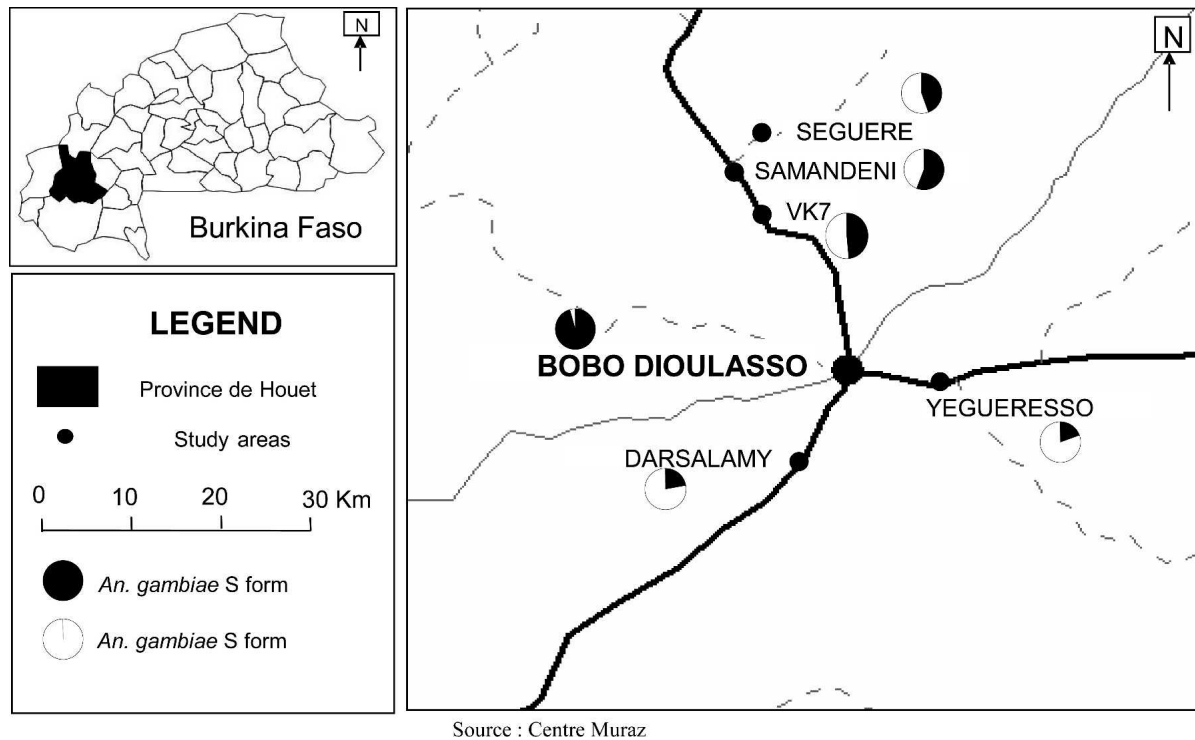 N
Burkina Faso
LEGEND
Province de Houet
Study areas
0 10 20 30 Km
An. gambiae S form
An. gambiae S form
N
SEGUERE
SAMANDENI
VK7
BOBO DIOULASSO
YEGUERESSO
DARSALAMY
Source : Centre Muraz